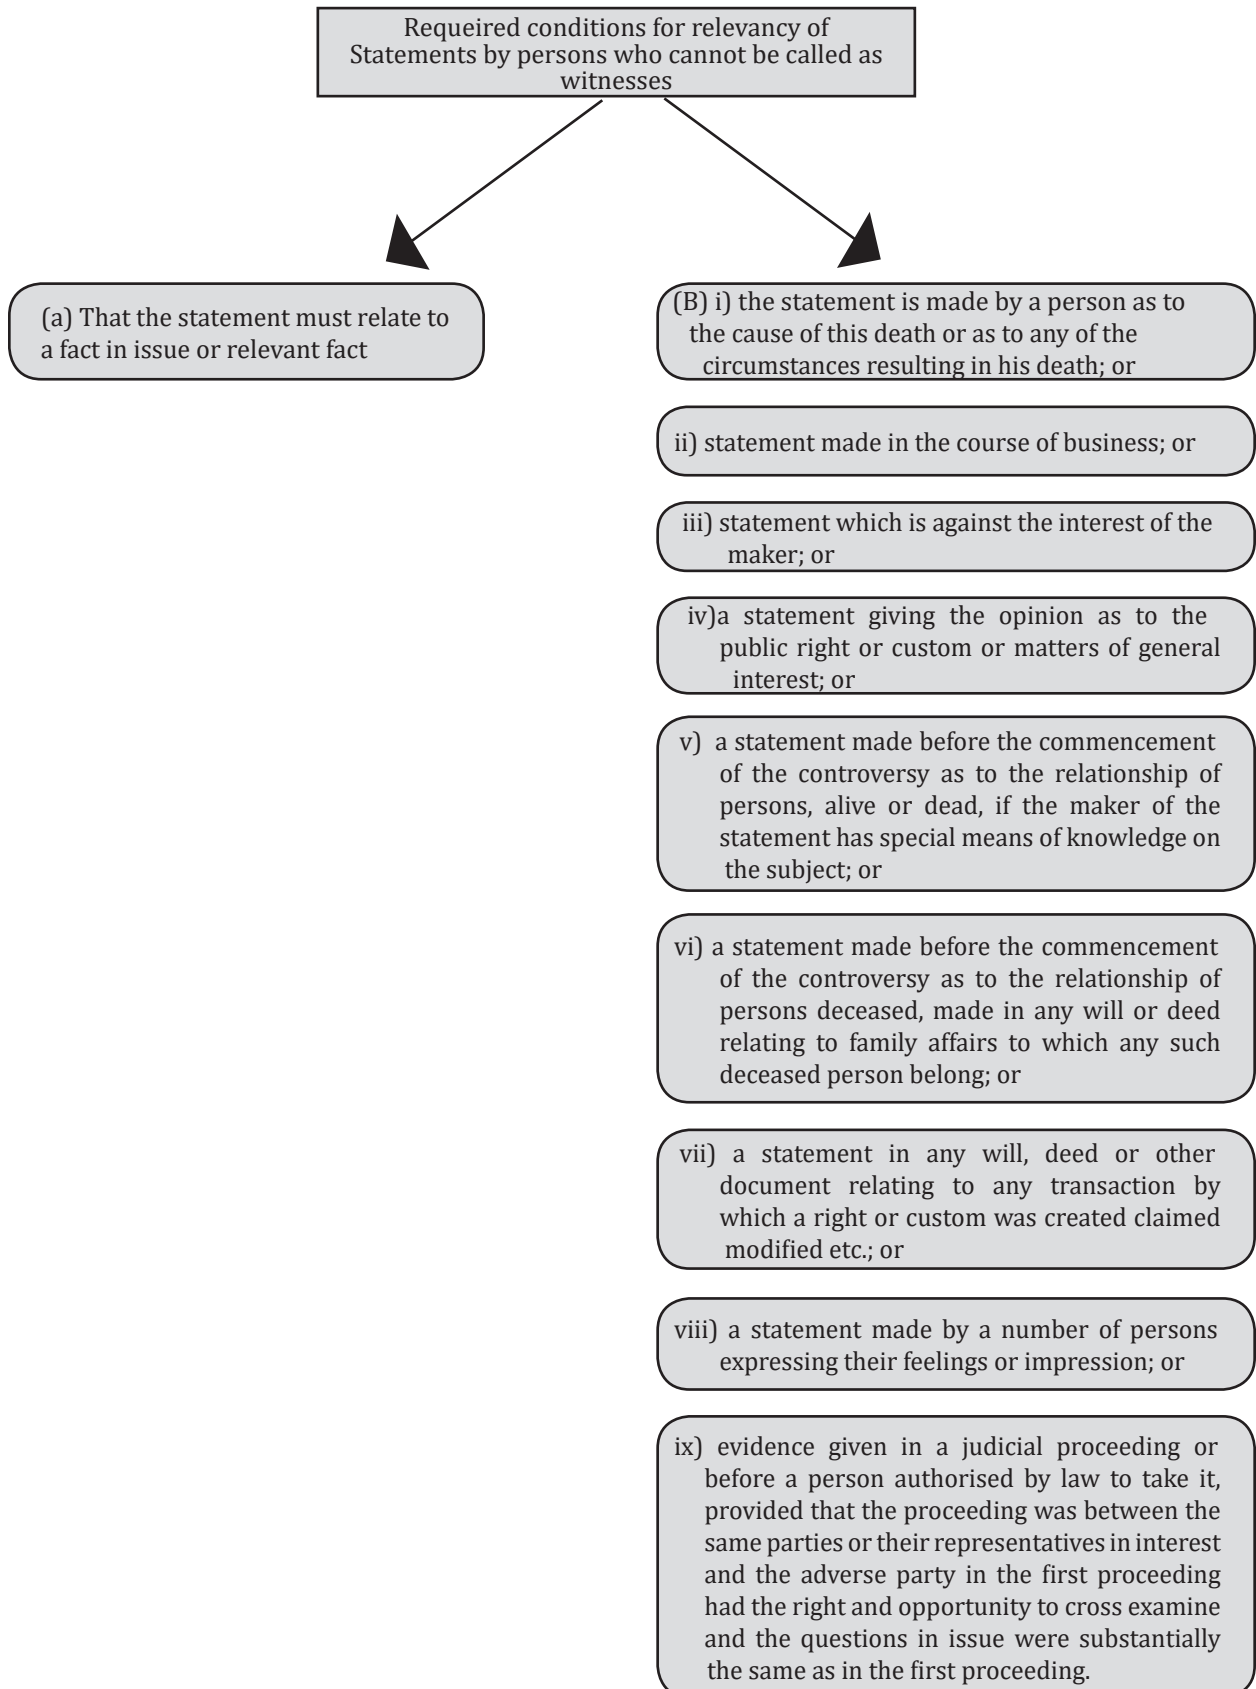 Requeired conditions for relevancy of
Statements by persons who cannot be called as
witnesses
(a) That the statement must relate to
a fact in issue or relevant fact
(B) i) the statement is made by a person as to
the cause of this death or as to any of the
circumstances resulting in his death; or
ii) statement made in the course of business; or
iii) statement which is against the interest of the
maker; or
iv)a statement giving the opinion as to the
public right or custom or matters of general
interest; or
v) a statement made before the commencement
of the controversy as to the relationship of
persons, alive or dead, if the maker of the
statement has special means of knowledge on
the subject; or
vi) a statement made before the commencement
of the controversy as to the relationship of
persons deceased, made in any will or deed
relating to family affairs to which any such
deceased person belong; or
vii) a statement in any will, deed or other
document relating to any transaction by
which a right or custom was created claimed
modified etc.; or
viii) a statement made by a number of persons
expressing their feelings or impression; or
ix) evidence given in a judicial proceeding or
before a person authorised by law to take it,
provided that the proceeding was between the
same parties or their representatives in interest
and the adverse party in the first proceeding
had the right and opportunity to cross examine
and the questions in issue were substantially
the same as in the first proceeding.